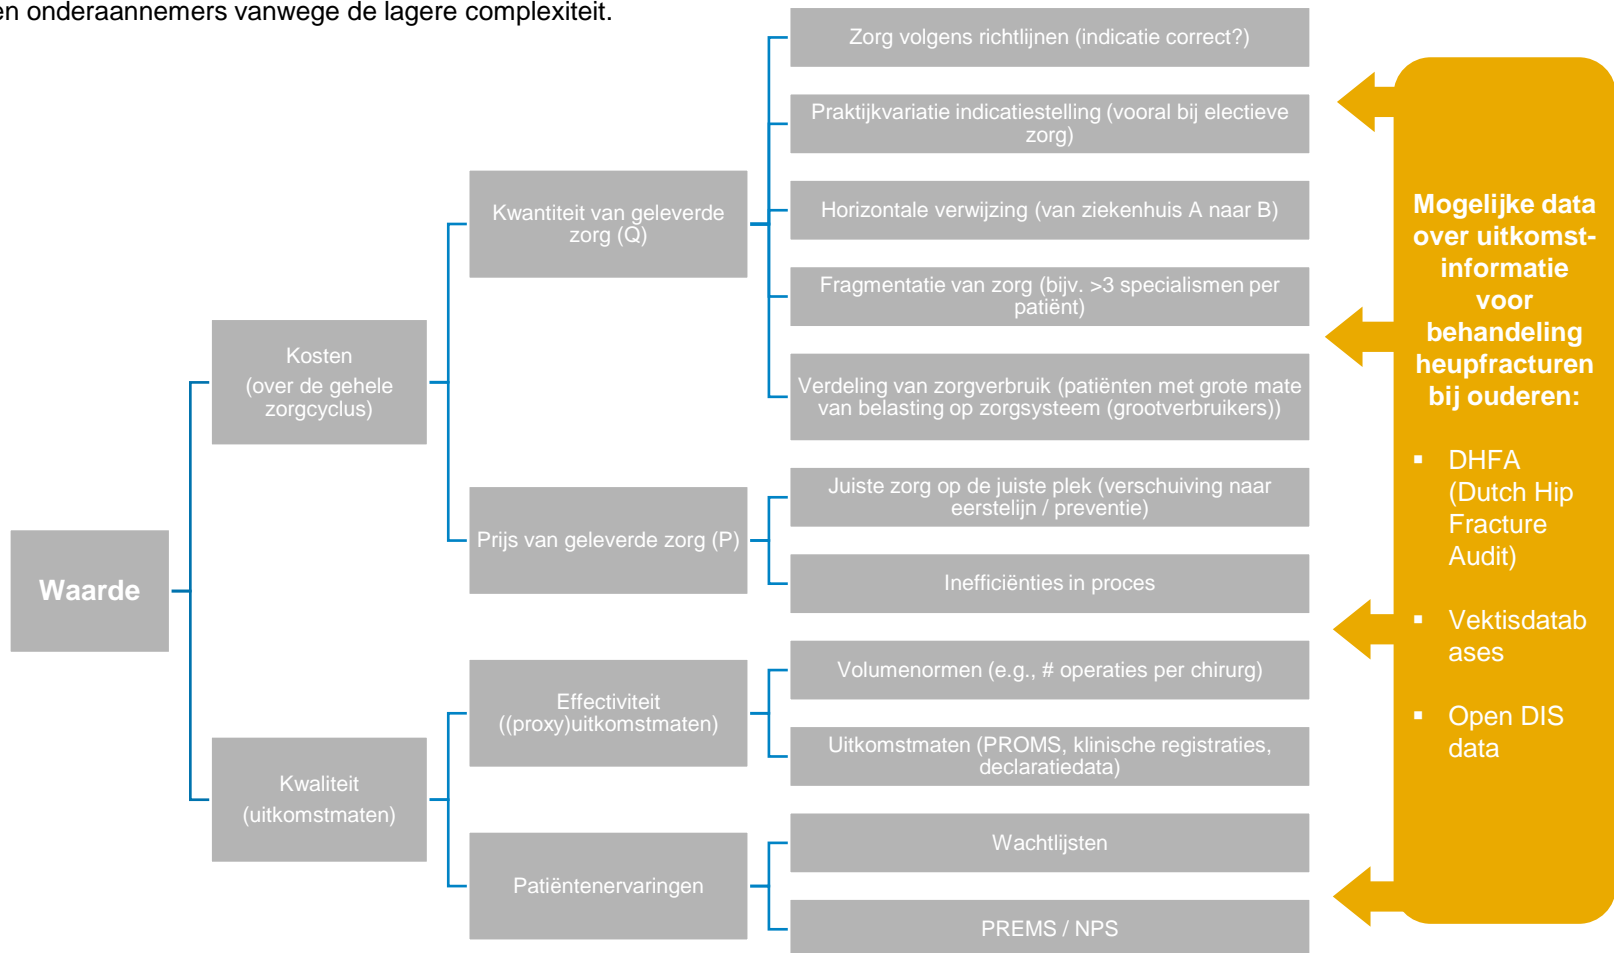 en onderaannemers vanwege de lagere complexiteit.
Waarde
Kosten
(over de gehele
zorgcyclus)
Kwaliteit
(uitkomstmaten)
Kwantiteit van geleverde
zorg (Q)
Prijs van geleverde zorg (P)
Effectiviteit
((proxy)uitkomstmaten)
Patiëntenervaringen
Zorg volgens richtlijnen (indicatie correct?)
Praktijkvariatie indicatiestelling (vooral bij electieve
zorg)
Horizontale verwijzing (van ziekenhuis A naar B)
Fragmentatie van zorg (bijv. >3 specialismen per
patiënt)
Verdeling van zorgverbruik (patiënten met grote mate
van belasting op zorgsysteem (grootverbruikers))
Juiste zorg op de juiste plek (verschuiving naar
eerstelijn / preventie)
Inefficiënties in proces
Volumenormen (e.g., # operaties per chirurg)
Uitkomstmaten (PROMS, klinische registraties,
declaratiedata)
Wachtlijsten
PREMS / NPS
Mogelijke data
over uitkomst-
informatie
voor
behandeling
heupfracturen
bij ouderen:
▪ DHFA
(Dutch Hip
Fracture
Audit)
▪ Vektisdatab
ases
▪ Open DIS
data